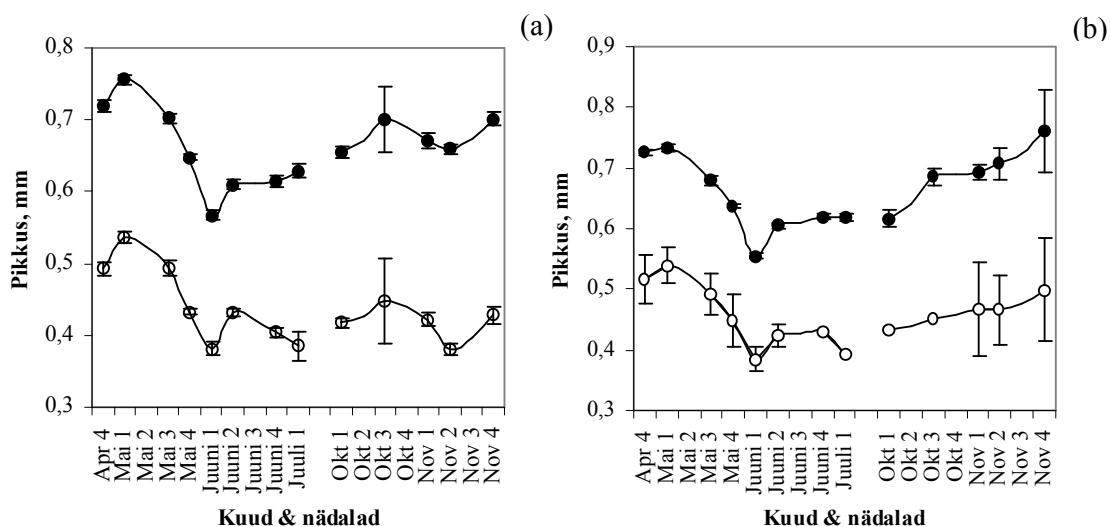 (a)
Pikkus, mm
0,8
0,7
0,6
0,5
0,4
0,3
Apr 4
Mai 1
Mai 2
Mai 3
Mai 4
Juuni 1
Juuni 2
Juuni 3
Juuni 4
Juuli 1
Okt 1
Okt 2
Okt 3
Okt 4
Nov 1
Nov 2
Nov 3
Nov 4
Kuud & nädalad
(b)
Pikkus, mm
0,9
0,8
0,7
0,6
0,5
0,4
0,3
Apr 4
Mai 1
Mai 2
Mai 3
Mai 4
Juuni 1
Juuni 2
Juuni 3
Juuni 4
Juuli 1
Okt 1
Okt 2
Okt 3
Okt 4
Nov 1
Nov 2
Nov 3
Nov 4
Kuud & nädalad